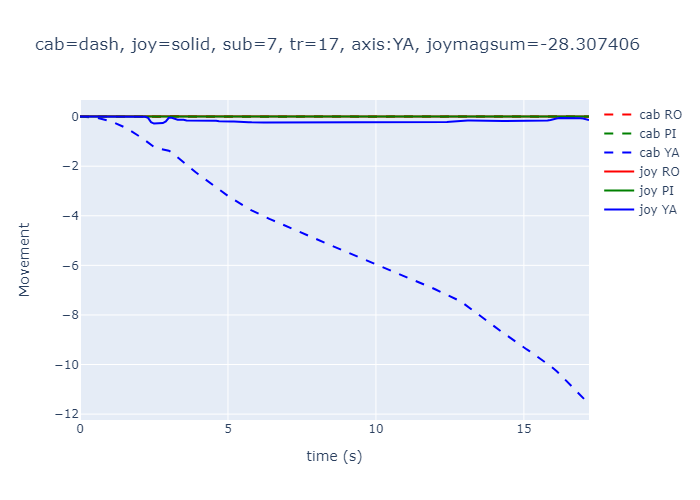 cab=dash, joy=solid, sub=7, tr=17, axis:YA, joymagsum=-28.307406
cab RO
cab PI
cab YA
joy RO
joy PI
joy YA
Movement
0
−2
−4
−6
−8
−10
−12
0 5 10 15
time (s)